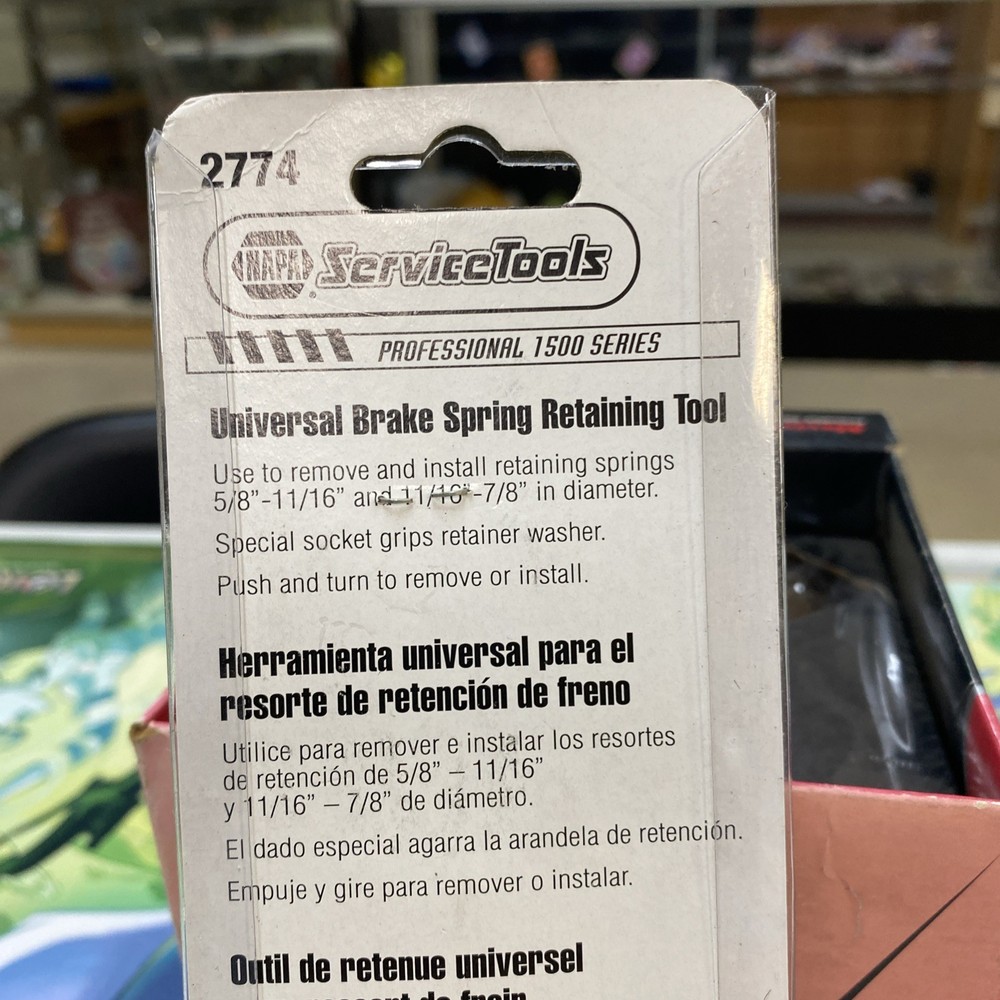 2774
NAPA
® ServiceTools
PROFESSIONAL 1500 SERIES
Universal Brake Spring Retaining Tool
Use to remove and install retaining springs
5/8”-11/16” and 11/16”-7/8” in diameter.
Special socket grips retainer washer.
Push and turn to remove or install.
Herramienta universal para el
resorte de retención de freno
Utilice para remover e instalar los resortes
de retención de 5/8” – 11/16”
y 11/16” – 7/8” de diámetro.
El dado especial agarra la arandela de retención.
Empuje y gire para remover o instalar.
Outil de retenue universel
de frein